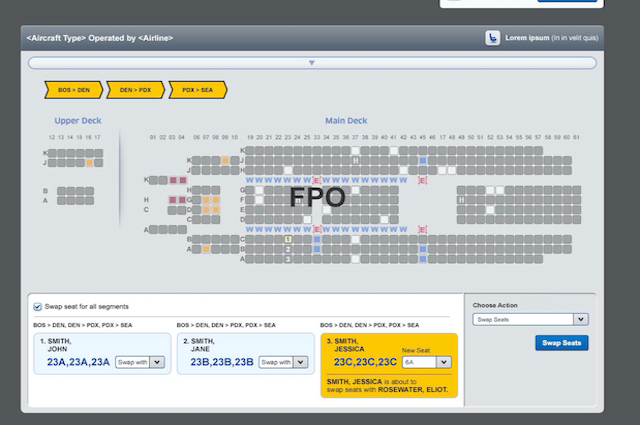 <Aircraft Type> Operated by <Airline>
Lorem ipsum (In in velit quis)
BOS > DEN
DEN > PDX
PDX > SEA
Upper Deck
Main Deck
12 13 14 15 16 17
01 02 03 04 06 07 08 09 10 19 20 21 22 23 24 25 26 27 28 29 30 31 32 33 34 35 36 37 38 39 40 41 42 43 44 45 46 47 48 49 50 51 52 53 54 55 56 57 58 59 60 61
FPO
Swap seat for all segments
BOS > DEN, DEN > PDX, PDX > SEA
1. SMITH,
JOHN
23A,23A,23A
Swap with
BOS > DEN, DEN > PDX, PDX > SEA
2. SMITH,
JANE
23B,23B,23B
Swap with
BOS > DEN, DEN > PDX, PDX > SEA
3. SMITH,
JESSICA
New Seat
23C,23C,23C
6A
SMITH, JESSICA is about to
swap seats with ROSEWATER, ELIOT.
Choose Action
Swap Seats
Swap Seats